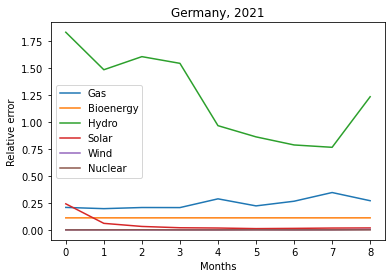 Germany, 2021
Relative error
1.75
1.50
1.25
1.00
0.75
0.50
0.25
0.00
Gas
Bioenergy
Hydro
Solar
Wind
Nuclear
0 1 2 3 4 5 6 7 8
Months